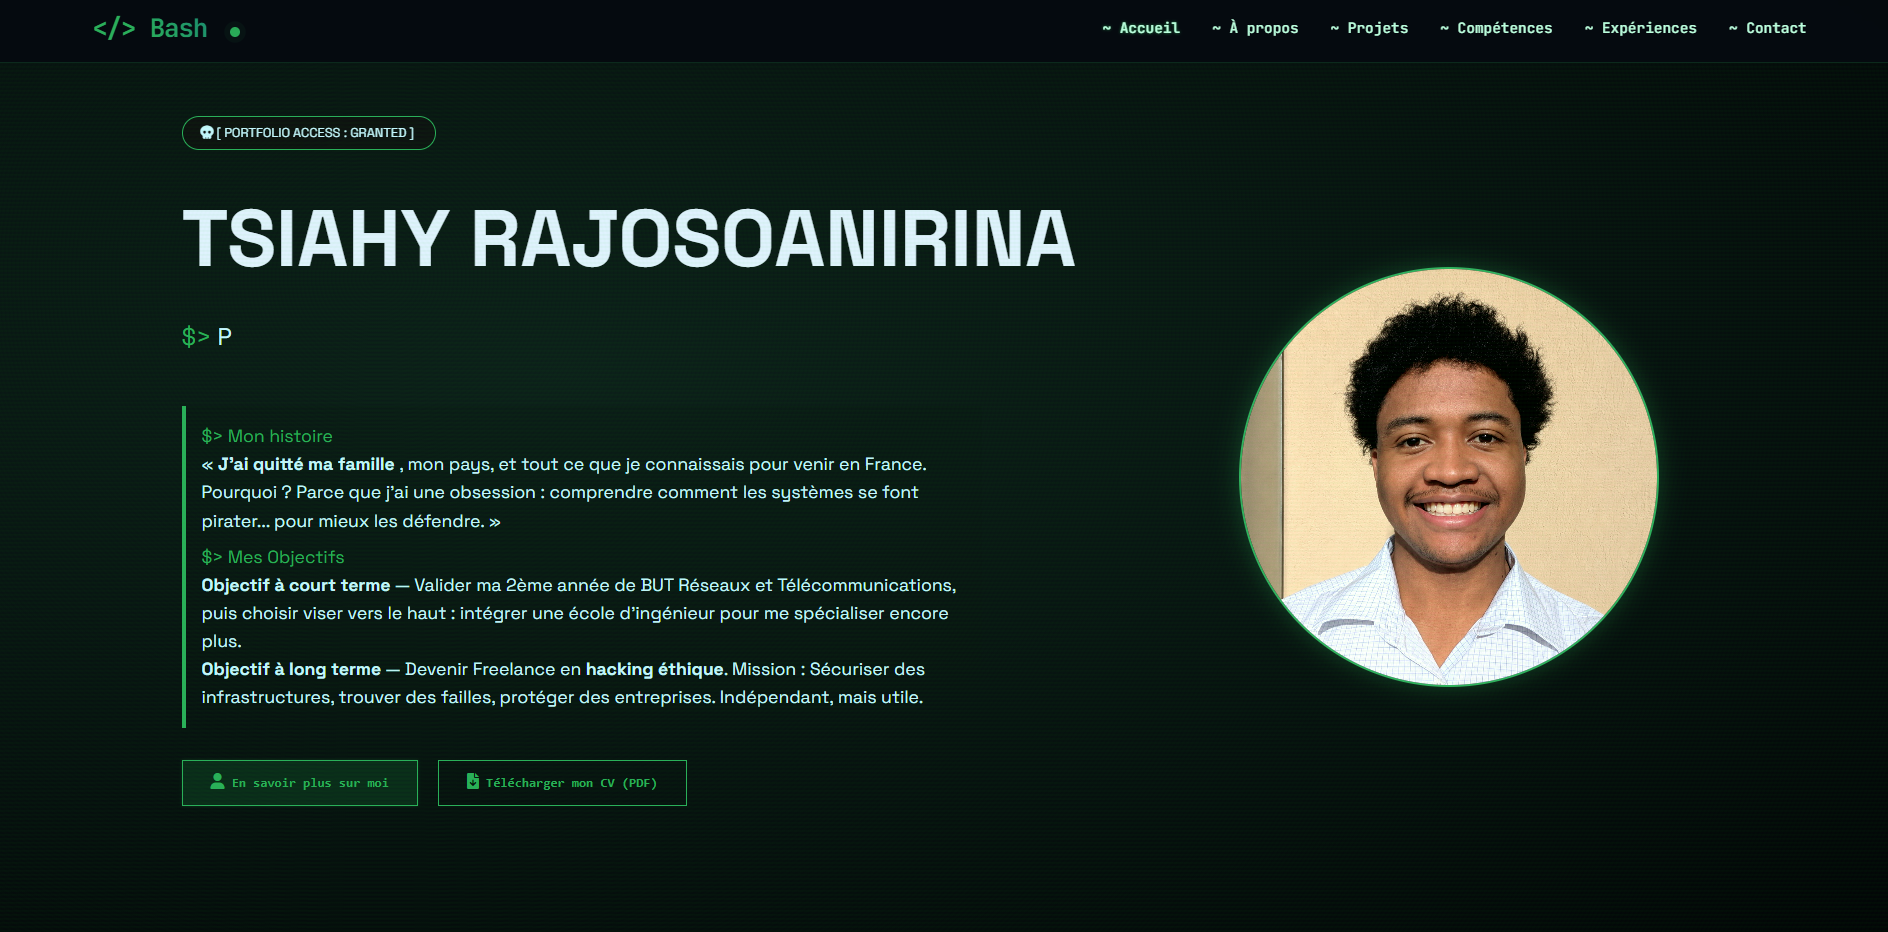 </> Bash
~ Accueil ~ À propos ~ Projets ~ Compétences ~ Expériences ~ Contact
[ PORTFOLIO ACCESS : GRANTED ]
TSIAHY RAJOSOANIRINA
$> P
$> Mon histoire
« J'ai quitté ma famille , mon pays, et tout ce que je connaissais pour venir en France.
Pourquoi ? Parce que j'ai une obsession : comprendre comment les systèmes se font
pirater... pour mieux les défendre. »
$> Mes Objectifs
Objectif à court terme — Valider ma 2ème année de BUT Réseaux et Télécommunications,
puis choisir viser vers le haut : intégrer une école d'ingénieur pour me spécialiser encore
plus.
Objectif à long terme — Devenir Freelance en hacking éthique. Mission : Sécuriser des
infrastructures, trouver des failles, protéger des entreprises. Indépendant, mais utile.
En savoir plus sur moi
Télécharger mon CV (PDF)